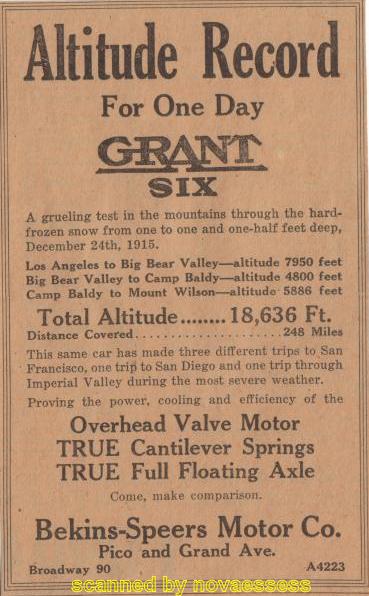 Altitude Record
For One Day
GRANT
SIX
A grueling test in the mountains through the hard-
frozen snow from one to one and one-half feet deep,
December 24th, 1915.
Los Angeles to Big Bear Valley—altitude 7950 feet
Big Bear Valley to Camp Baldy—altitude 4800 feet
Camp Baldy to Mount Wilson—altitude 5886 feet
Total Altitude........18,636 Ft.
Distance Covered......................248 Miles
This same car has made three different trips to San
Francisco, one trip to San Diego and one trip through
Imperial Valley during the most severe weather.
Proving the power, cooling and efficiency of the
Overhead Valve Motor
TRUE Cantilever Springs
TRUE Full Floating Axle
Come, make comparison.
Bekins-Speers Motor Co.
Pico and Grand Ave.
Broadway 90 A4223
scanned by novaessess